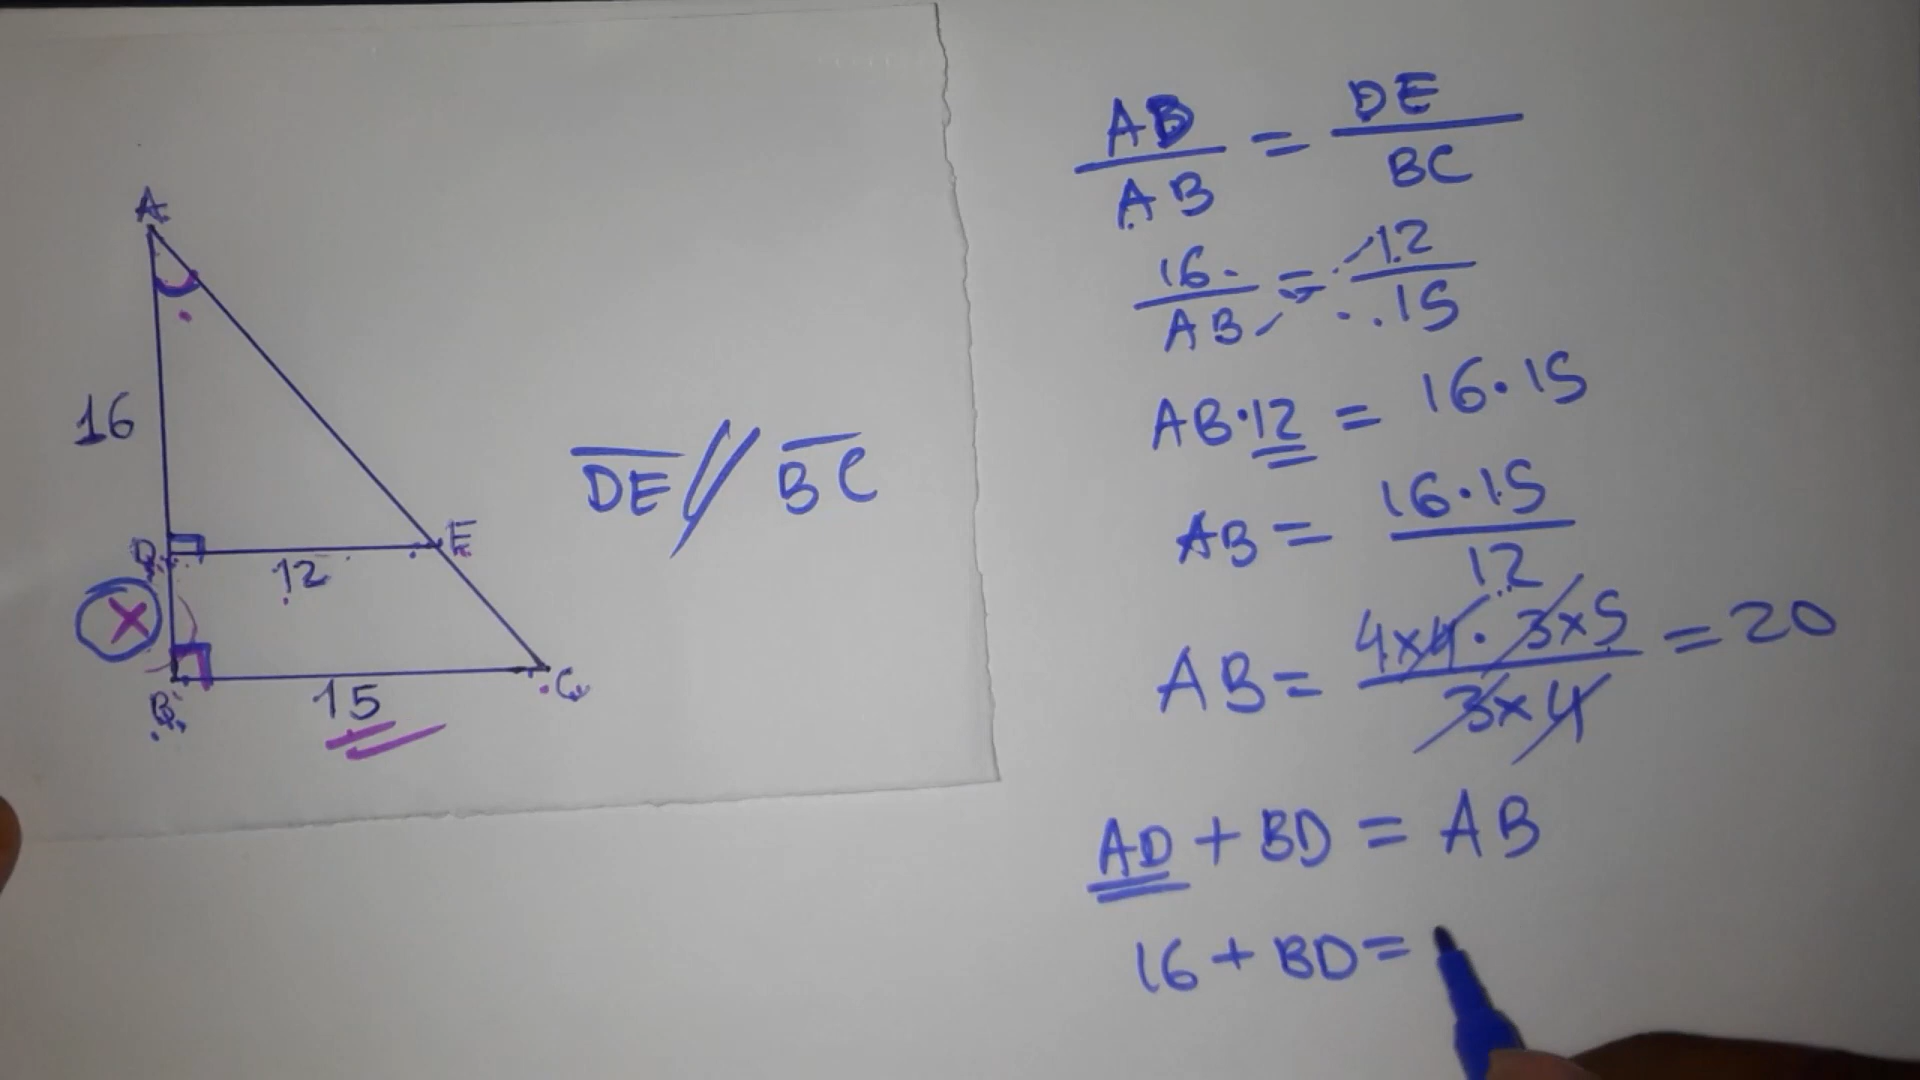 A
16
D
E
12
X
B
15
C
DE // BC
AD/AB = DE/BC
16/AB = 12/15
AB·12 = 16·15
AB = 16·15/12
AB = 4x4·3x5/3x4 = 20
AD + BD = AB
16 + BD =